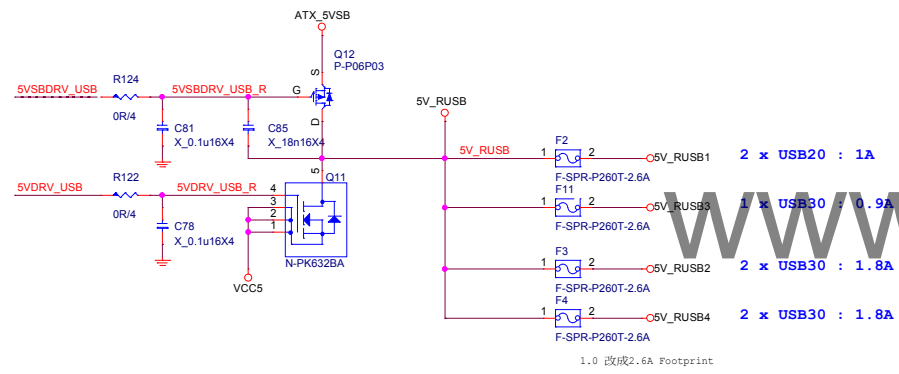 ATX_5VSB
Q12
P-P06P03
S
G
D
5VSBDRV_USB
R124
0R/4
5VSBDRV_USB_R
C81
X_0.1u16X4
C85
X_18n16X4
5V_RUSB
5V_RUSB
F2
1 2
5V_RUSB1
2 x USB20 : 1A
F-SPR-P260T-2.6A
5VDRV_USB
R122
0R/4
5VDRV_USB_R
C78
X_0.1u16X4
5
Q11
4
3
2
1
N-PK632BA
VCC5
F11
1 2
5V_RUSB3
1 x USB30 : 0.9A
F-SPR-P260T-2.6A
F3
1 2
5V_RUSB2
2 x USB30 : 1.8A
F-SPR-P260T-2.6A
F4
1 2
5V_RUSB4
2 x USB30 : 1.8A
F-SPR-P260T-2.6A
1.0 改成2.6A Footprint
www